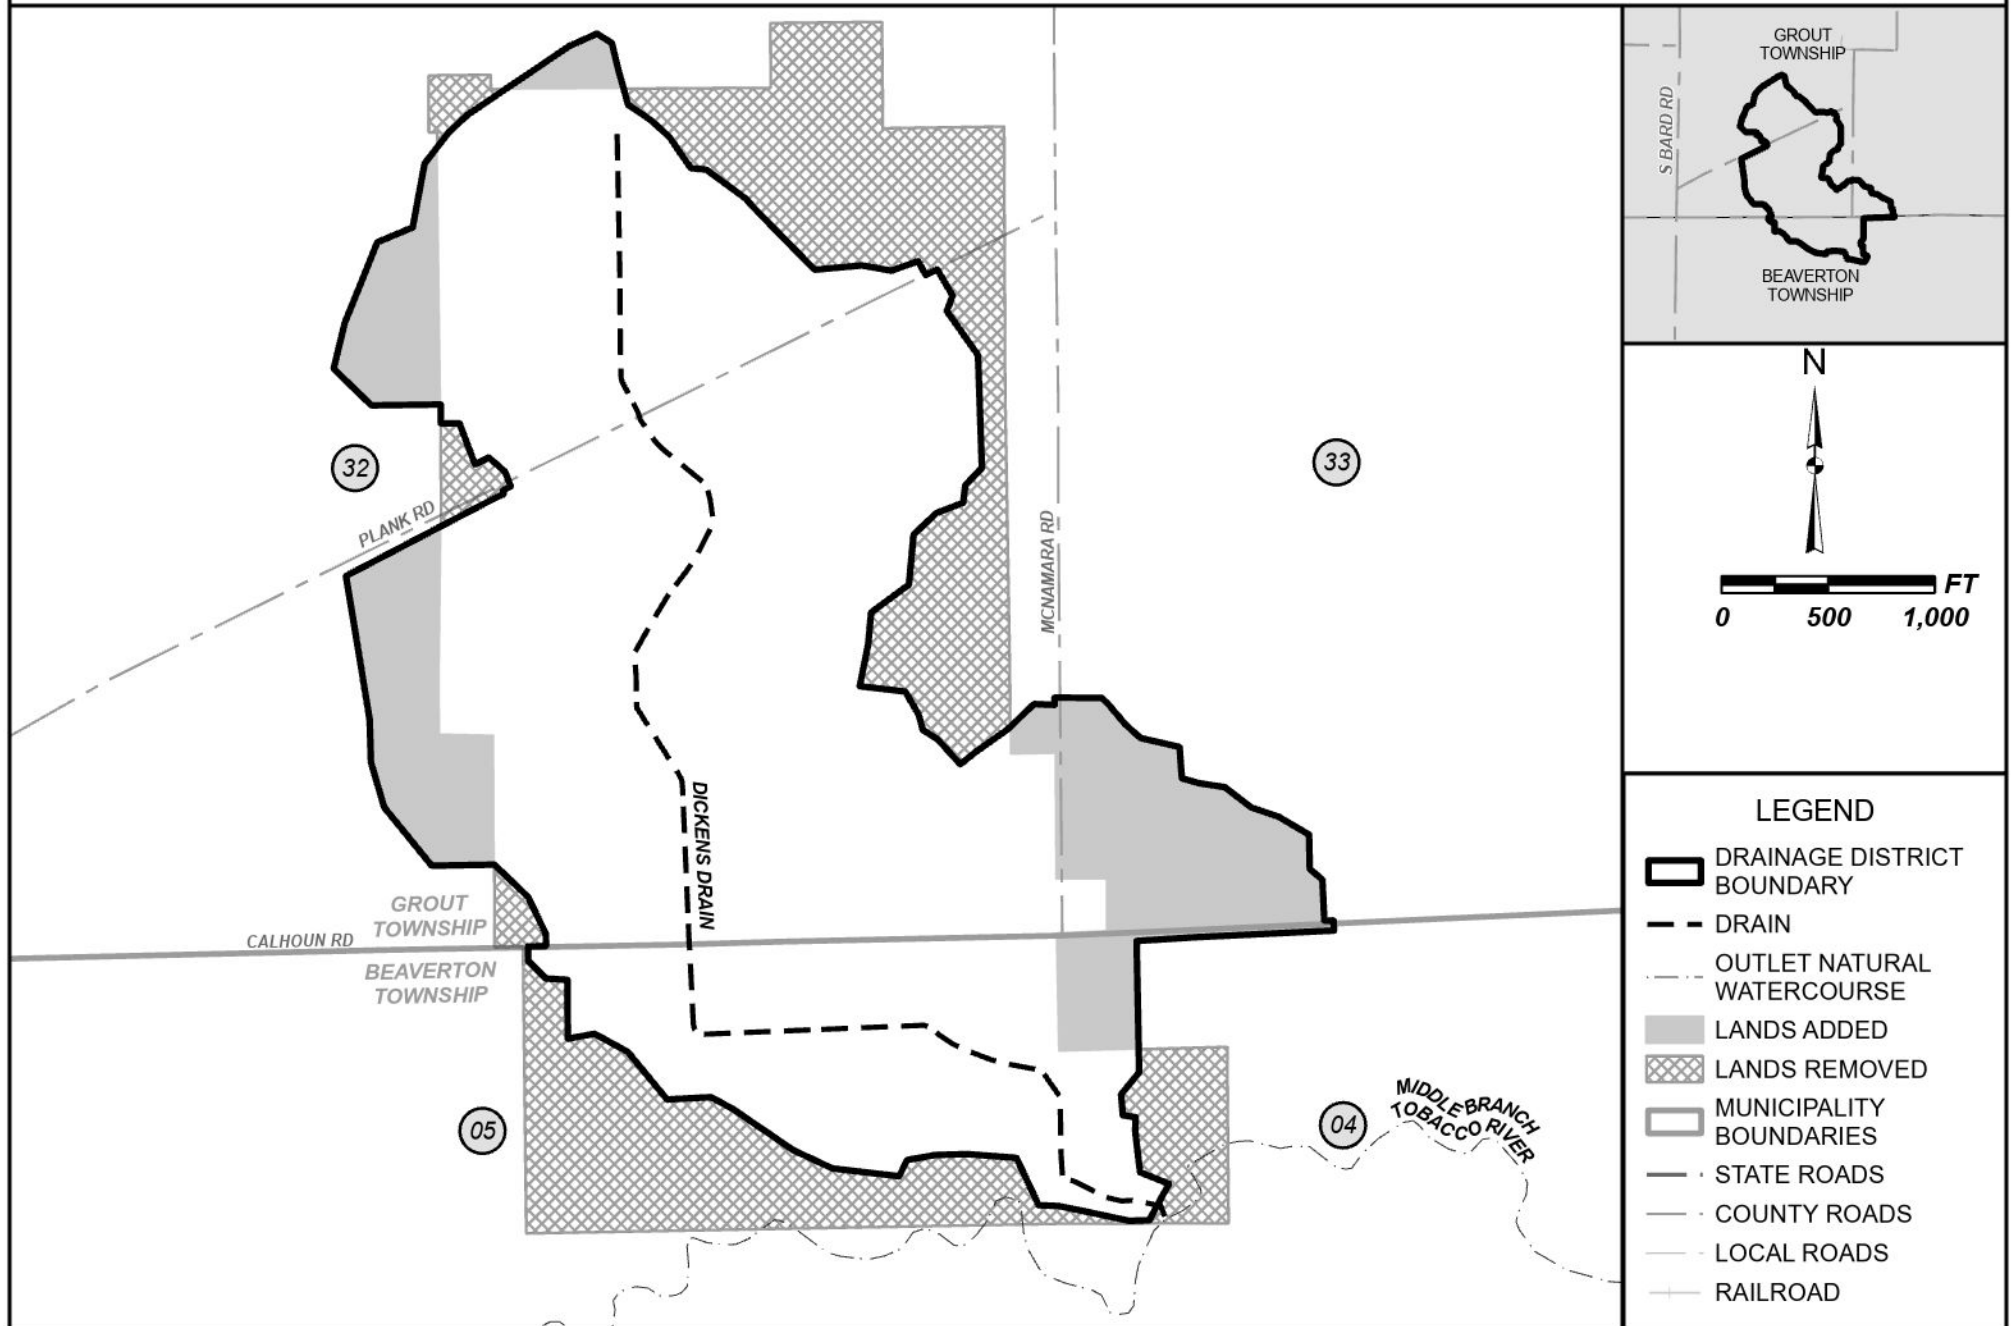 GROUT
TOWNSHIP
S BARD RD
BEAVERTON
TOWNSHIP
N
FT
0 500 1,000
32
33
PLANK RD
MCNAMARA RD
DICKENS DRAIN
GROUT
TOWNSHIP
CALHOUN RD
BEAVERTON
TOWNSHIP
05
04
MIDDLE BRANCH
TOBACCO RIVER
LEGEND
DRAINAGE DISTRICT
BOUNDARY
DRAIN
OUTLET NATURAL
WATERCOURSE
LANDS ADDED
LANDS REMOVED
MUNICIPALITY
BOUNDARIES
STATE ROADS
COUNTY ROADS
LOCAL ROADS
RAILROAD